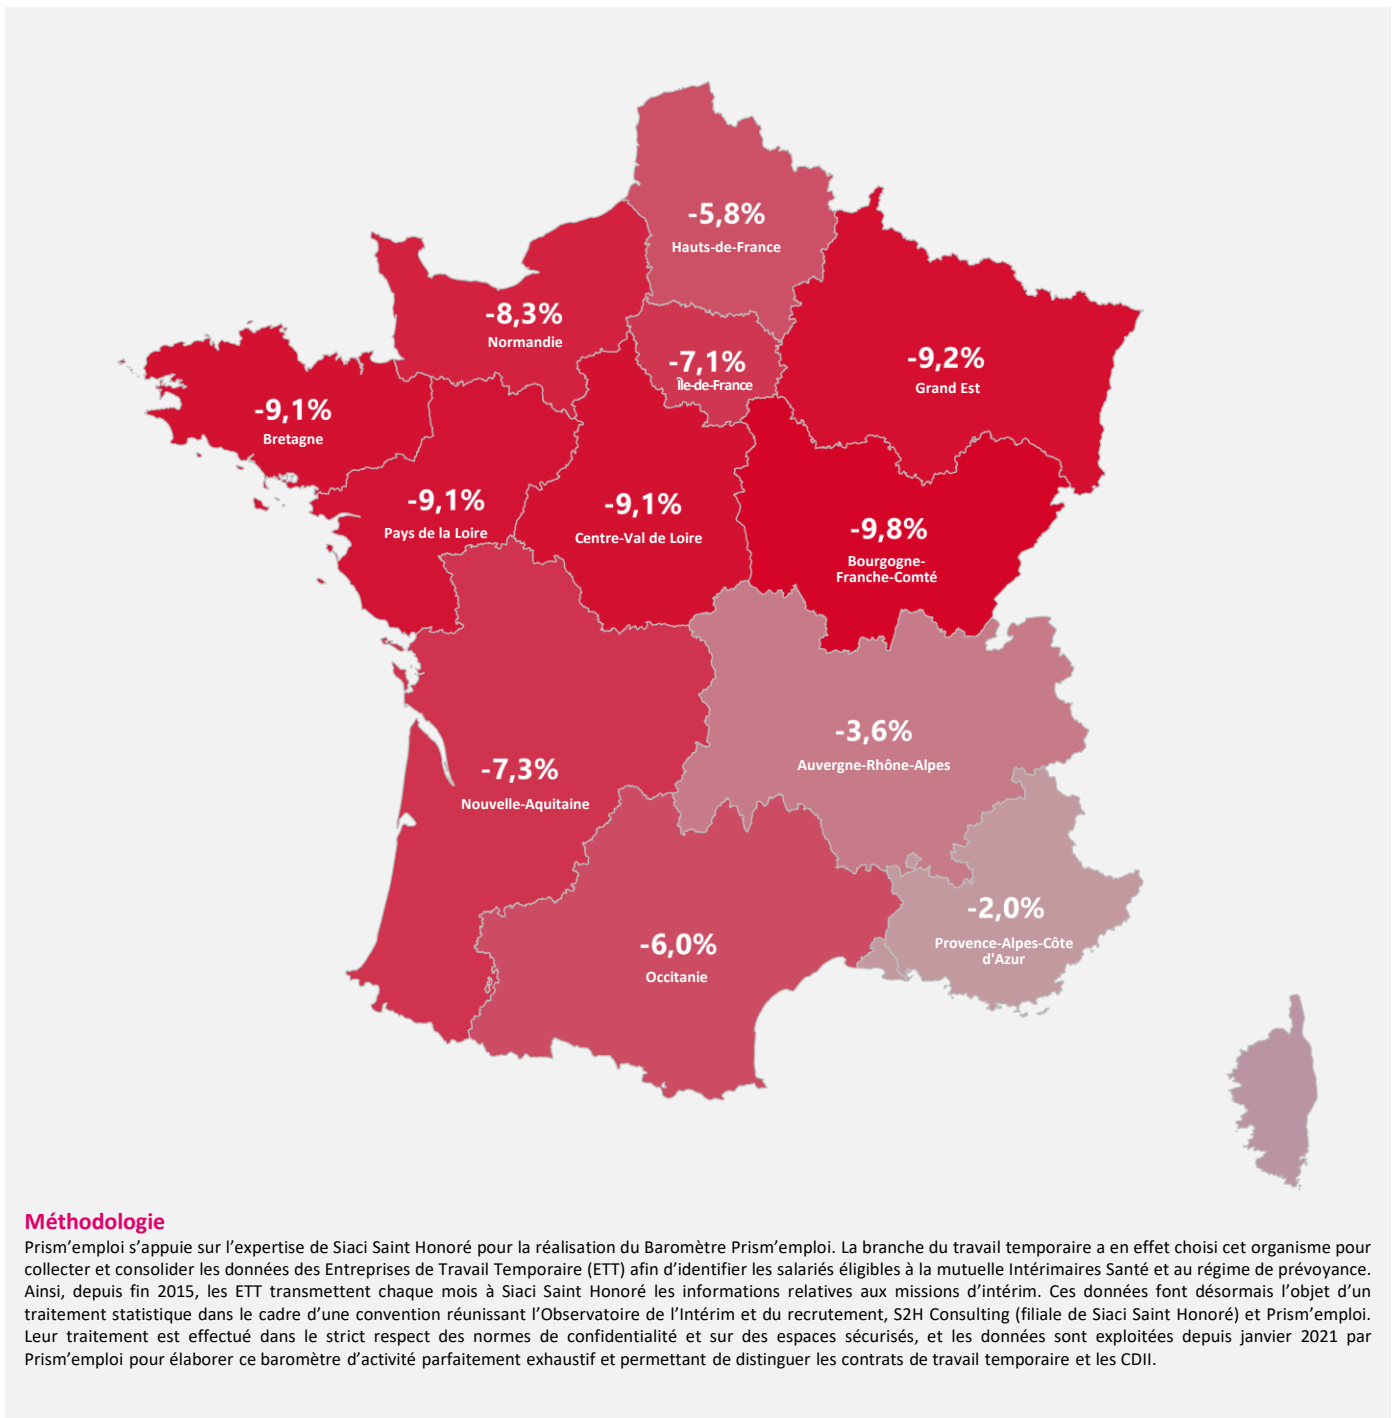 -5,8%
Hauts-de-France
-8,3%
Normandie
-7,1%
Île-de-France
-9,2%
Grand Est
-9,1%
Bretagne
-9,1%
Pays de la Loire
-9,1%
Centre-Val de Loire
-9,8%
Bourgogne-
Franche-Comté
-3,6%
Auvergne-Rhône-Alpes
-7,3%
Nouvelle-Aquitaine
-2,0%
Provence-Alpes-Côte
d'Azur
-6,0%
Occitanie
Méthodologie
Prism’emploi s’appuie sur l’expertise de Siaci Saint Honoré pour la réalisation du Baromètre Prism’emploi. La branche du travail temporaire a en effet choisi cet organisme pour
collecter et consolider les données des Entreprises de Travail Temporaire (ETT) afin d’identifier les salariés éligibles à la mutuelle Intérimaires Santé et au régime de prévoyance.
Ainsi, depuis fin 2015, les ETT transmettent chaque mois à Siaci Saint Honoré les informations relatives aux missions d’intérim. Ces données font désormais l’objet d’un
traitement statistique dans le cadre d’une convention réunissant l’Observatoire de l’Intérim et du recrutement, S2H Consulting (filiale de Siaci Saint Honoré) et Prism’emploi.
Leur traitement est effectué dans le strict respect des normes de confidentialité et sur des espaces sécurisés, et les données sont exploitées depuis janvier 2021 par
Prism’emploi pour élaborer ce baromètre d’activité parfaitement exhaustif et permettant de distinguer les contrats de travail temporaire et les CDII.